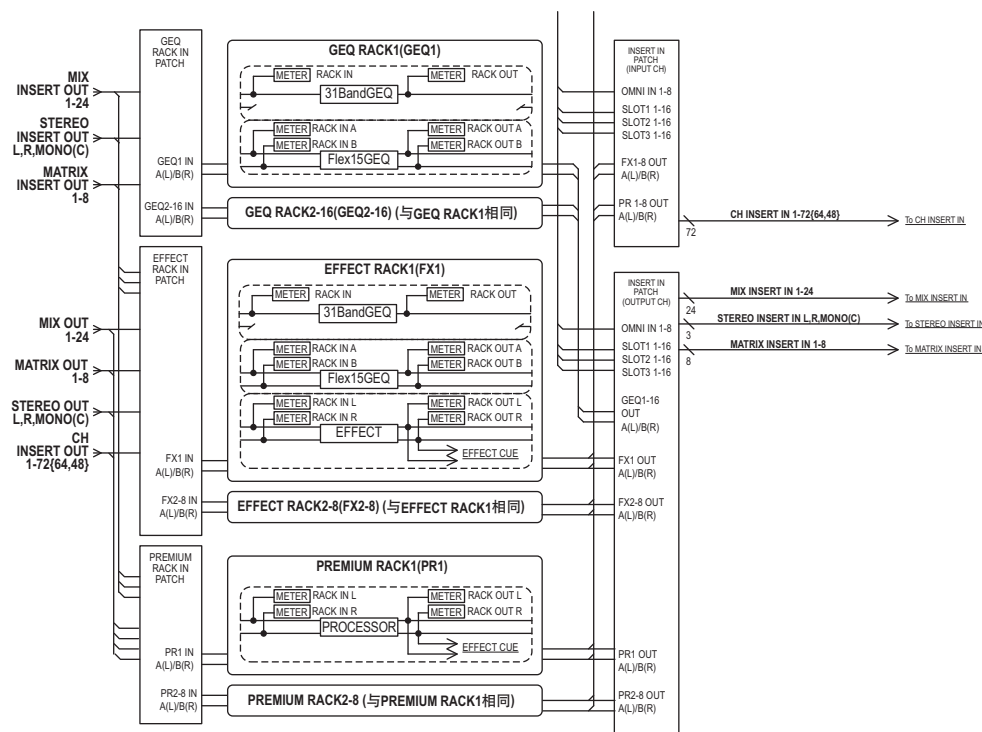 MIX
INSERT OUT
1-24
STEREO
INSERT OUT
L,R,MONO(C)
MATRIX
INSERT OUT
1-8
MIX OUT
1-24
MATRIX OUT
1-8
STEREO OUT
L,R,MONO(C)
CH
INSERT OUT
1-72{64,48}
GEQ
RACK IN
PATCH
GEQ1 IN
A(L)/B(R)
GEQ2-16 IN
A(L)/B(R)
EFFECT
RACK IN
PATCH
FX1 IN
A(L)/B(R)
FX2-8 IN
A(L)/B(R)
PREMIUM
RACK IN
PATCH
PR1 IN
A(L)/B(R)
PR2-8 IN
A(L)/B(R)
GEQ RACK1(GEQ1)
METER RACK IN
METER RACK OUT
31BandGEQ
METER RACK IN A
METER RACK OUT A
METER RACK IN B
METER RACK OUT B
Flex15GEQ
GEQ RACK2-16(GEQ2-16) (与GEQ RACK1相同)
EFFECT RACK1(FX1)
METER RACK IN
METER RACK OUT
31BandGEQ
METER RACK IN A
METER RACK OUT A
METER RACK IN B
METER RACK OUT B
Flex15GEQ
METER RACK IN L
METER RACK OUT L
METER RACK IN R
METER RACK OUT R
EFFECT
EFFECT CUE
EFFECT RACK2-8(FX2-8) (与EFFECT RACK1相同)
PREMIUM RACK1(PR1)
METER RACK IN L
METER RACK OUT L
METER RACK IN R
METER RACK OUT R
PROCESSOR
EFFECT CUE
PREMIUM RACK2-8 (与PREMIUM RACK1相同)
INSERT IN
PATCH
(INPUT CH)
OMNI IN 1-8
SLOT1 1-16
SLOT2 1-16
SLOT3 1-16
FX1-8 OUT
A(L)/B(R)
PR 1-8 OUT
A(L)/B(R)
CH INSERT IN 1-72{64,48}
72
To CH INSERT IN
INSERT IN
PATCH
(OUTPUT CH)
OMNI IN 1-8
SLOT1 1-16
SLOT2 1-16
SLOT3 1-16
GEQ1-16
OUT
A(L)/B(R)
FX1 OUT
A(L)/B(R)
FX2-8 OUT
A(L)/B(R)
PR1 OUT
A(L)/B(R)
PR2-8 OUT
A(L)/B(R)
MIX INSERT IN 1-24
24
To MIX INSERT IN
STEREO INSERT IN L,R,MONO(C)
3
To STEREO INSERT IN
MATRIX INSERT IN 1-8
8
To MATRIX INSERT IN